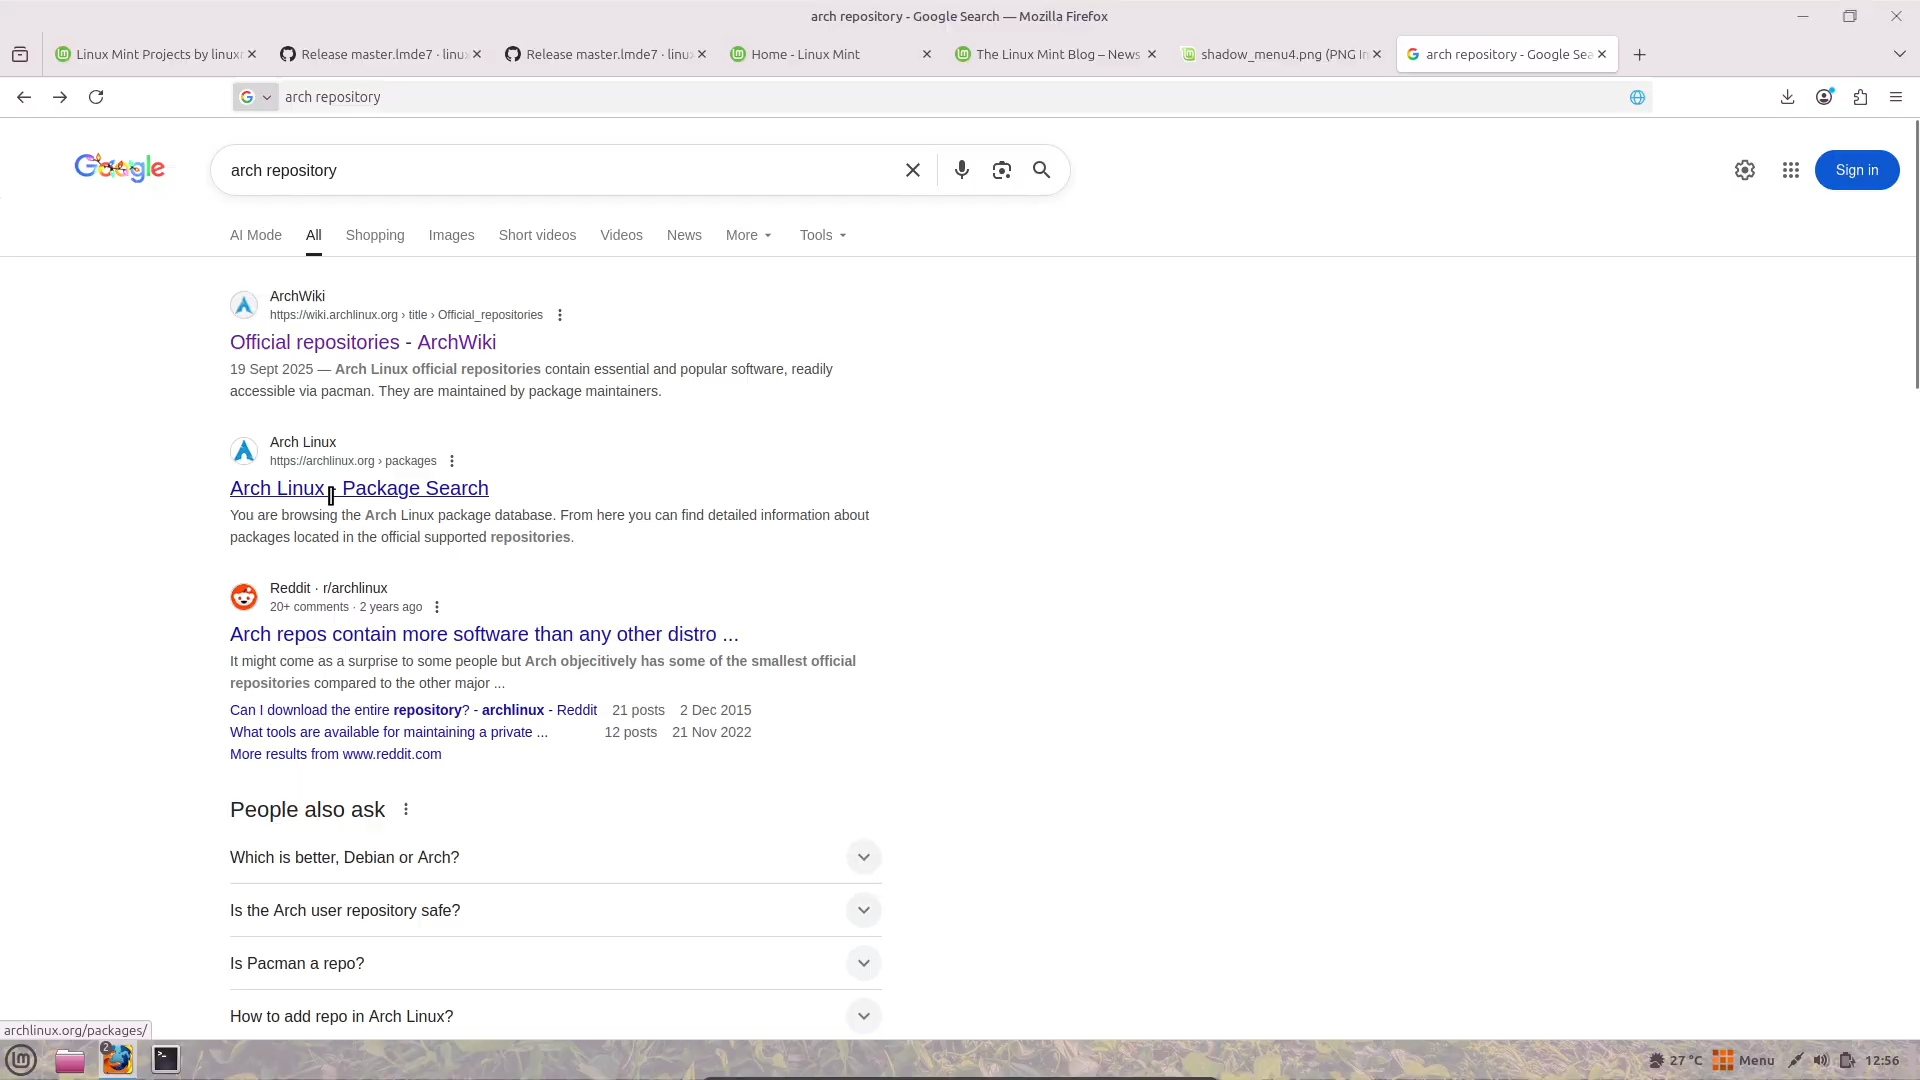 arch repository - Google Search — Mozilla Firefox
Linux Mint Projects by linuxr
Release master.lmde7 · linu
Release master.lmde7 · linu
Home - Linux Mint
The Linux Mint Blog – News
shadow_menu4.png (PNG Im
arch repository - Google Sea
arch repository
Google
arch repository
Sign in
AI Mode
All
Shopping
Images
Short videos
Videos
News
More
Tools
ArchWiki
https://wiki.archlinux.org › title › Official_repositories
Official repositories - ArchWiki
19 Sept 2025 — Arch Linux official repositories contain essential and popular software, readily
accessible via pacman. They are maintained by package maintainers.
Arch Linux
https://archlinux.org › packages
Arch Linux - Package Search
You are browsing the Arch Linux package database. From here you can find detailed information about
packages located in the official supported repositories.
Reddit · r/archlinux
20+ comments · 2 years ago
Arch repos contain more software than any other distro ...
It might come as a surprise to some people but Arch objecitively has some of the smallest official
repositories compared to the other major ...
Can I download the entire repository? - archlinux - Reddit 21 posts 2 Dec 2015
What tools are available for maintaining a private ... 12 posts 21 Nov 2022
More results from www.reddit.com
People also ask
Which is better, Debian or Arch?
Is the Arch user repository safe?
Is Pacman a repo?
How to add repo in Arch Linux?
archlinux.org/packages/
2
27 °C
Menu
12:56